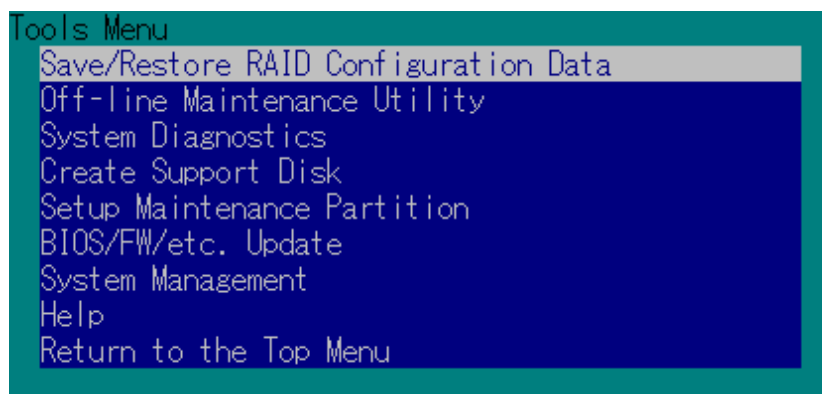 Tools Menu
Save/Restore RAID Configuration Data
Off-line Maintenance Utility
System Diagnostics
Create Support Disk
Setup Maintenance Partition
BIOS/FW/etc. Update
System Management
Help
Return to the Top Menu